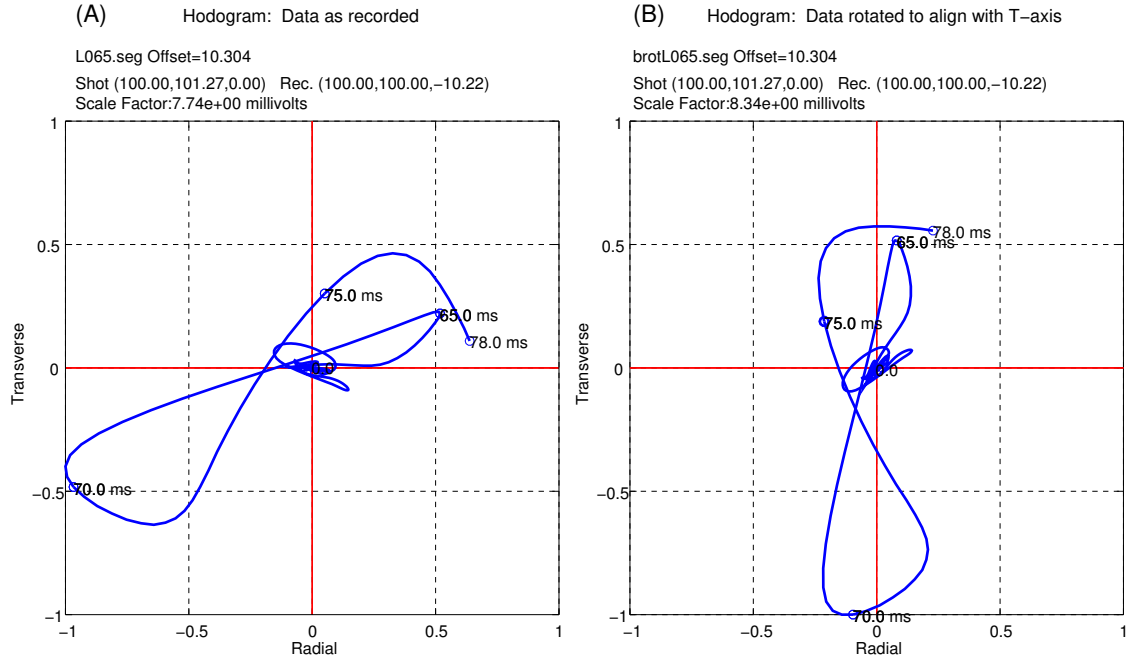 (A) Hodogram: Data as recorded
L065.seg Offset=10.304
Shot (100.00,101.27,0.00) Rec. (100.00,100.00,−10.22)
Scale Factor:7.74e+00 millivolts
1
0.5
0
−0.5
−1
Transverse
75.0 ms
65.0 ms
78.0 ms
0.0
70.0 ms
−1 −0.5 0 0.5 1
Radial
(B) Hodogram: Data rotated to align with T−axis
brotL065.seg Offset=10.304
Shot (100.00,101.27,0.00) Rec. (100.00,100.00,−10.22)
Scale Factor:8.34e+00 millivolts
1
0.5
0
−0.5
−1
Transverse
78.0 ms
65.0 ms
75.0 ms
0.0
70.0 ms
−1 −0.5 0 0.5 1
Radial